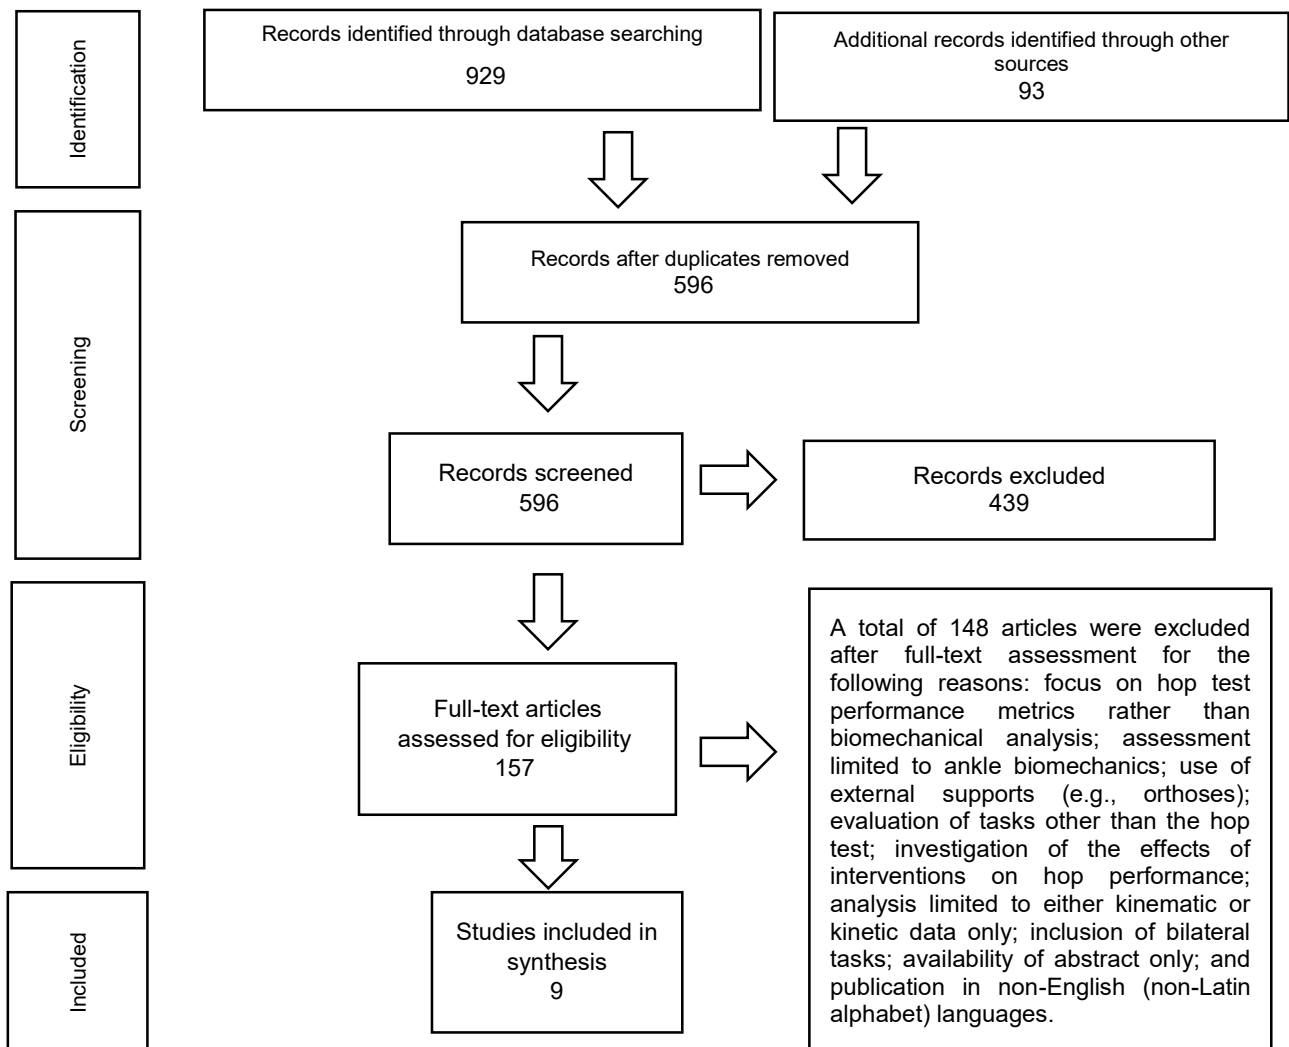 Identification
Records identified through database searching
929
Additional records identified through other
sources
93
Screening
Records after duplicates removed
596
Records screened
596
Records excluded
439
Eligibility
Full-text articles
assessed for eligibility
157
A total of 148 articles were excluded
after full-text assessment for the
following reasons: focus on hop test
performance metrics rather than
biomechanical analysis; assessment
limited to ankle biomechanics; use of
external supports (e.g., orthoses);
evaluation of tasks other than the hop
test; investigation of the effects of
interventions on hop performance;
analysis limited to either kinematic or
kinetic data only; inclusion of bilateral
tasks; availability of abstract only; and
publication in non-English (non-Latin
alphabet) languages.
Included
Studies included in
synthesis
9